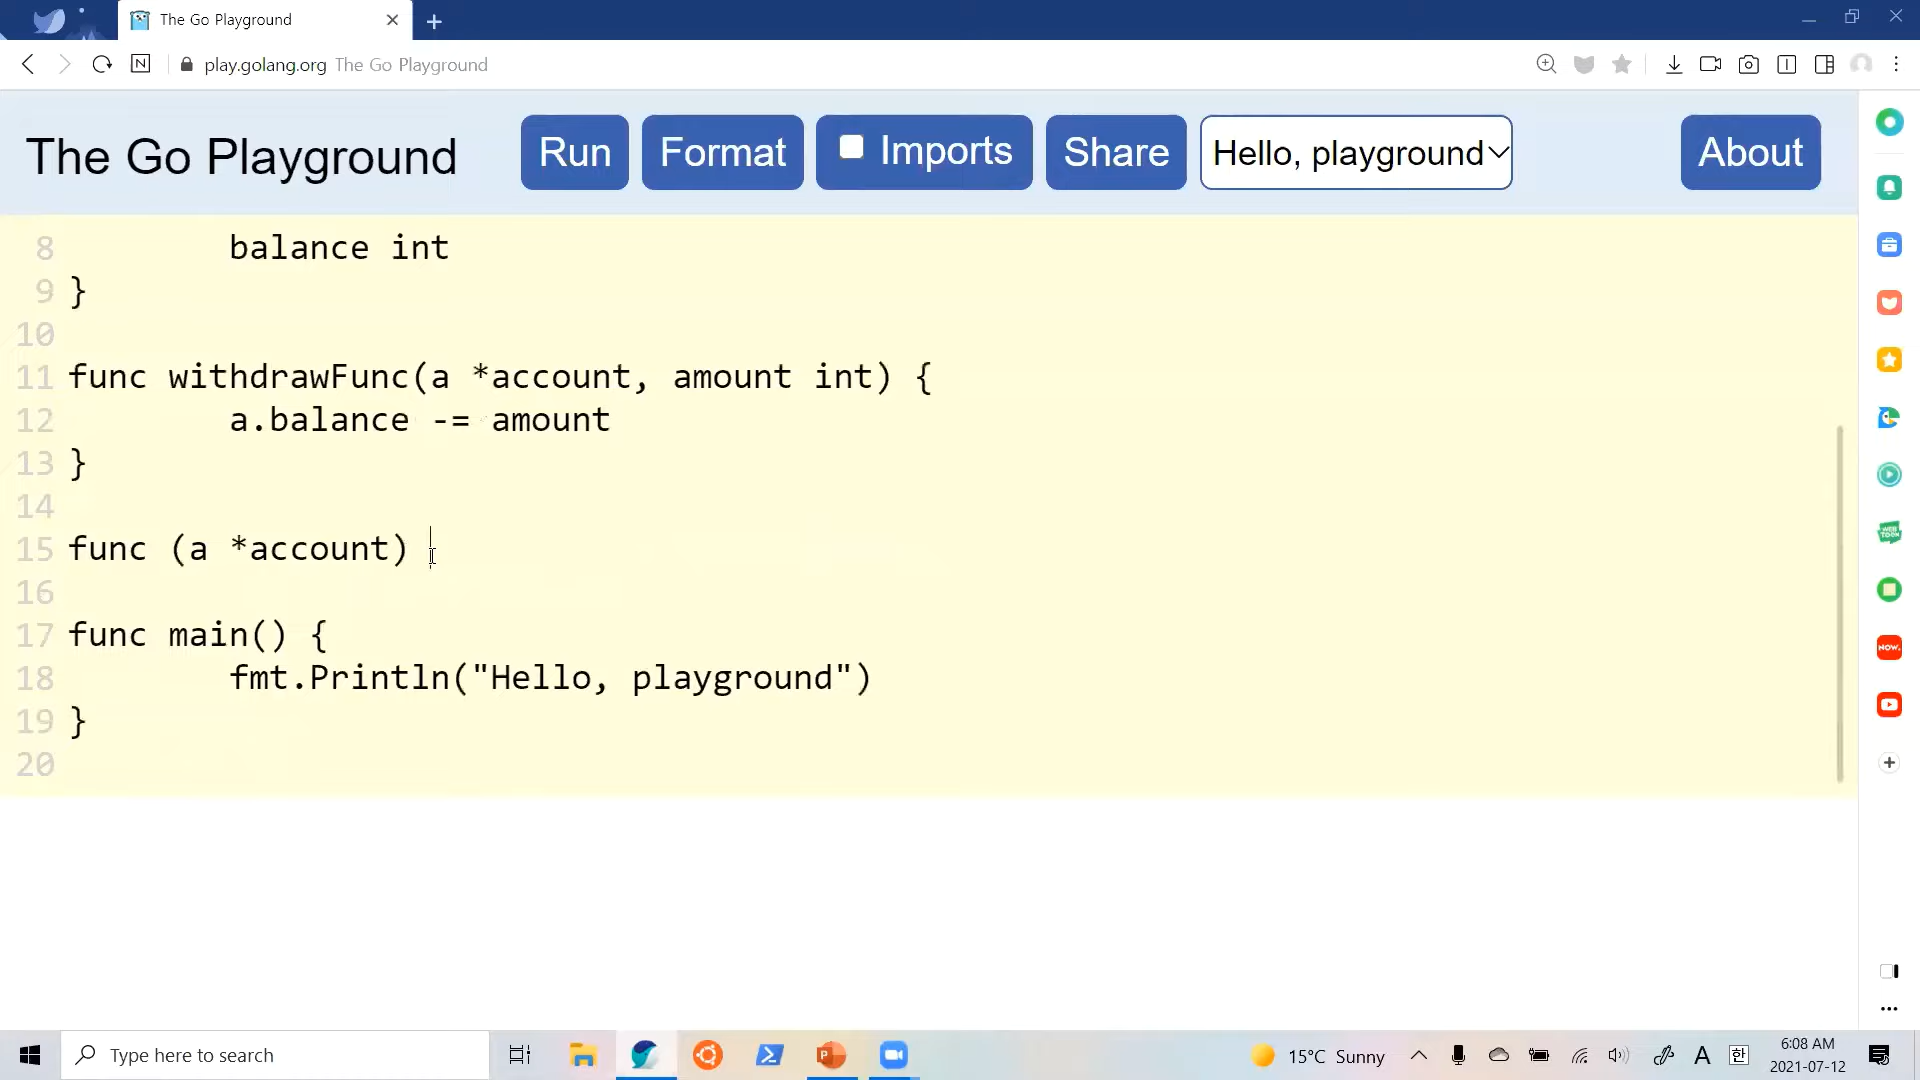 The Go Playground
play.golang.org The Go Playground
The Go Playground
Run
Format
Imports
Share
Hello, playground
About
8 balance int
9 }
10
11 func withdrawFunc(a *account, amount int) {
12 a.balance -= amount
13 }
14
15 func (a *account)
16
17 func main() {
18 fmt.Println("Hello, playground")
19 }
20
NOW.
Type here to search
15°C Sunny
A
한
6:08 AM
2021-07-12